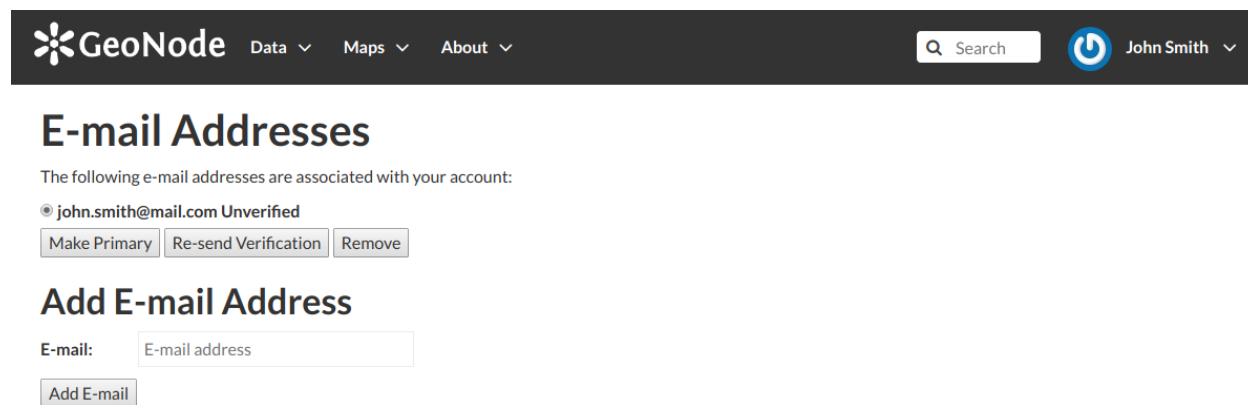 GeoNode Data Maps About Search John Smith
E-mail Addresses
The following e-mail addresses are associated with your account:
john.smith@mail.com Unverified
Make Primary Re-send Verification Remove
Add E-mail Address
E-mail: E-mail address
Add E-mail